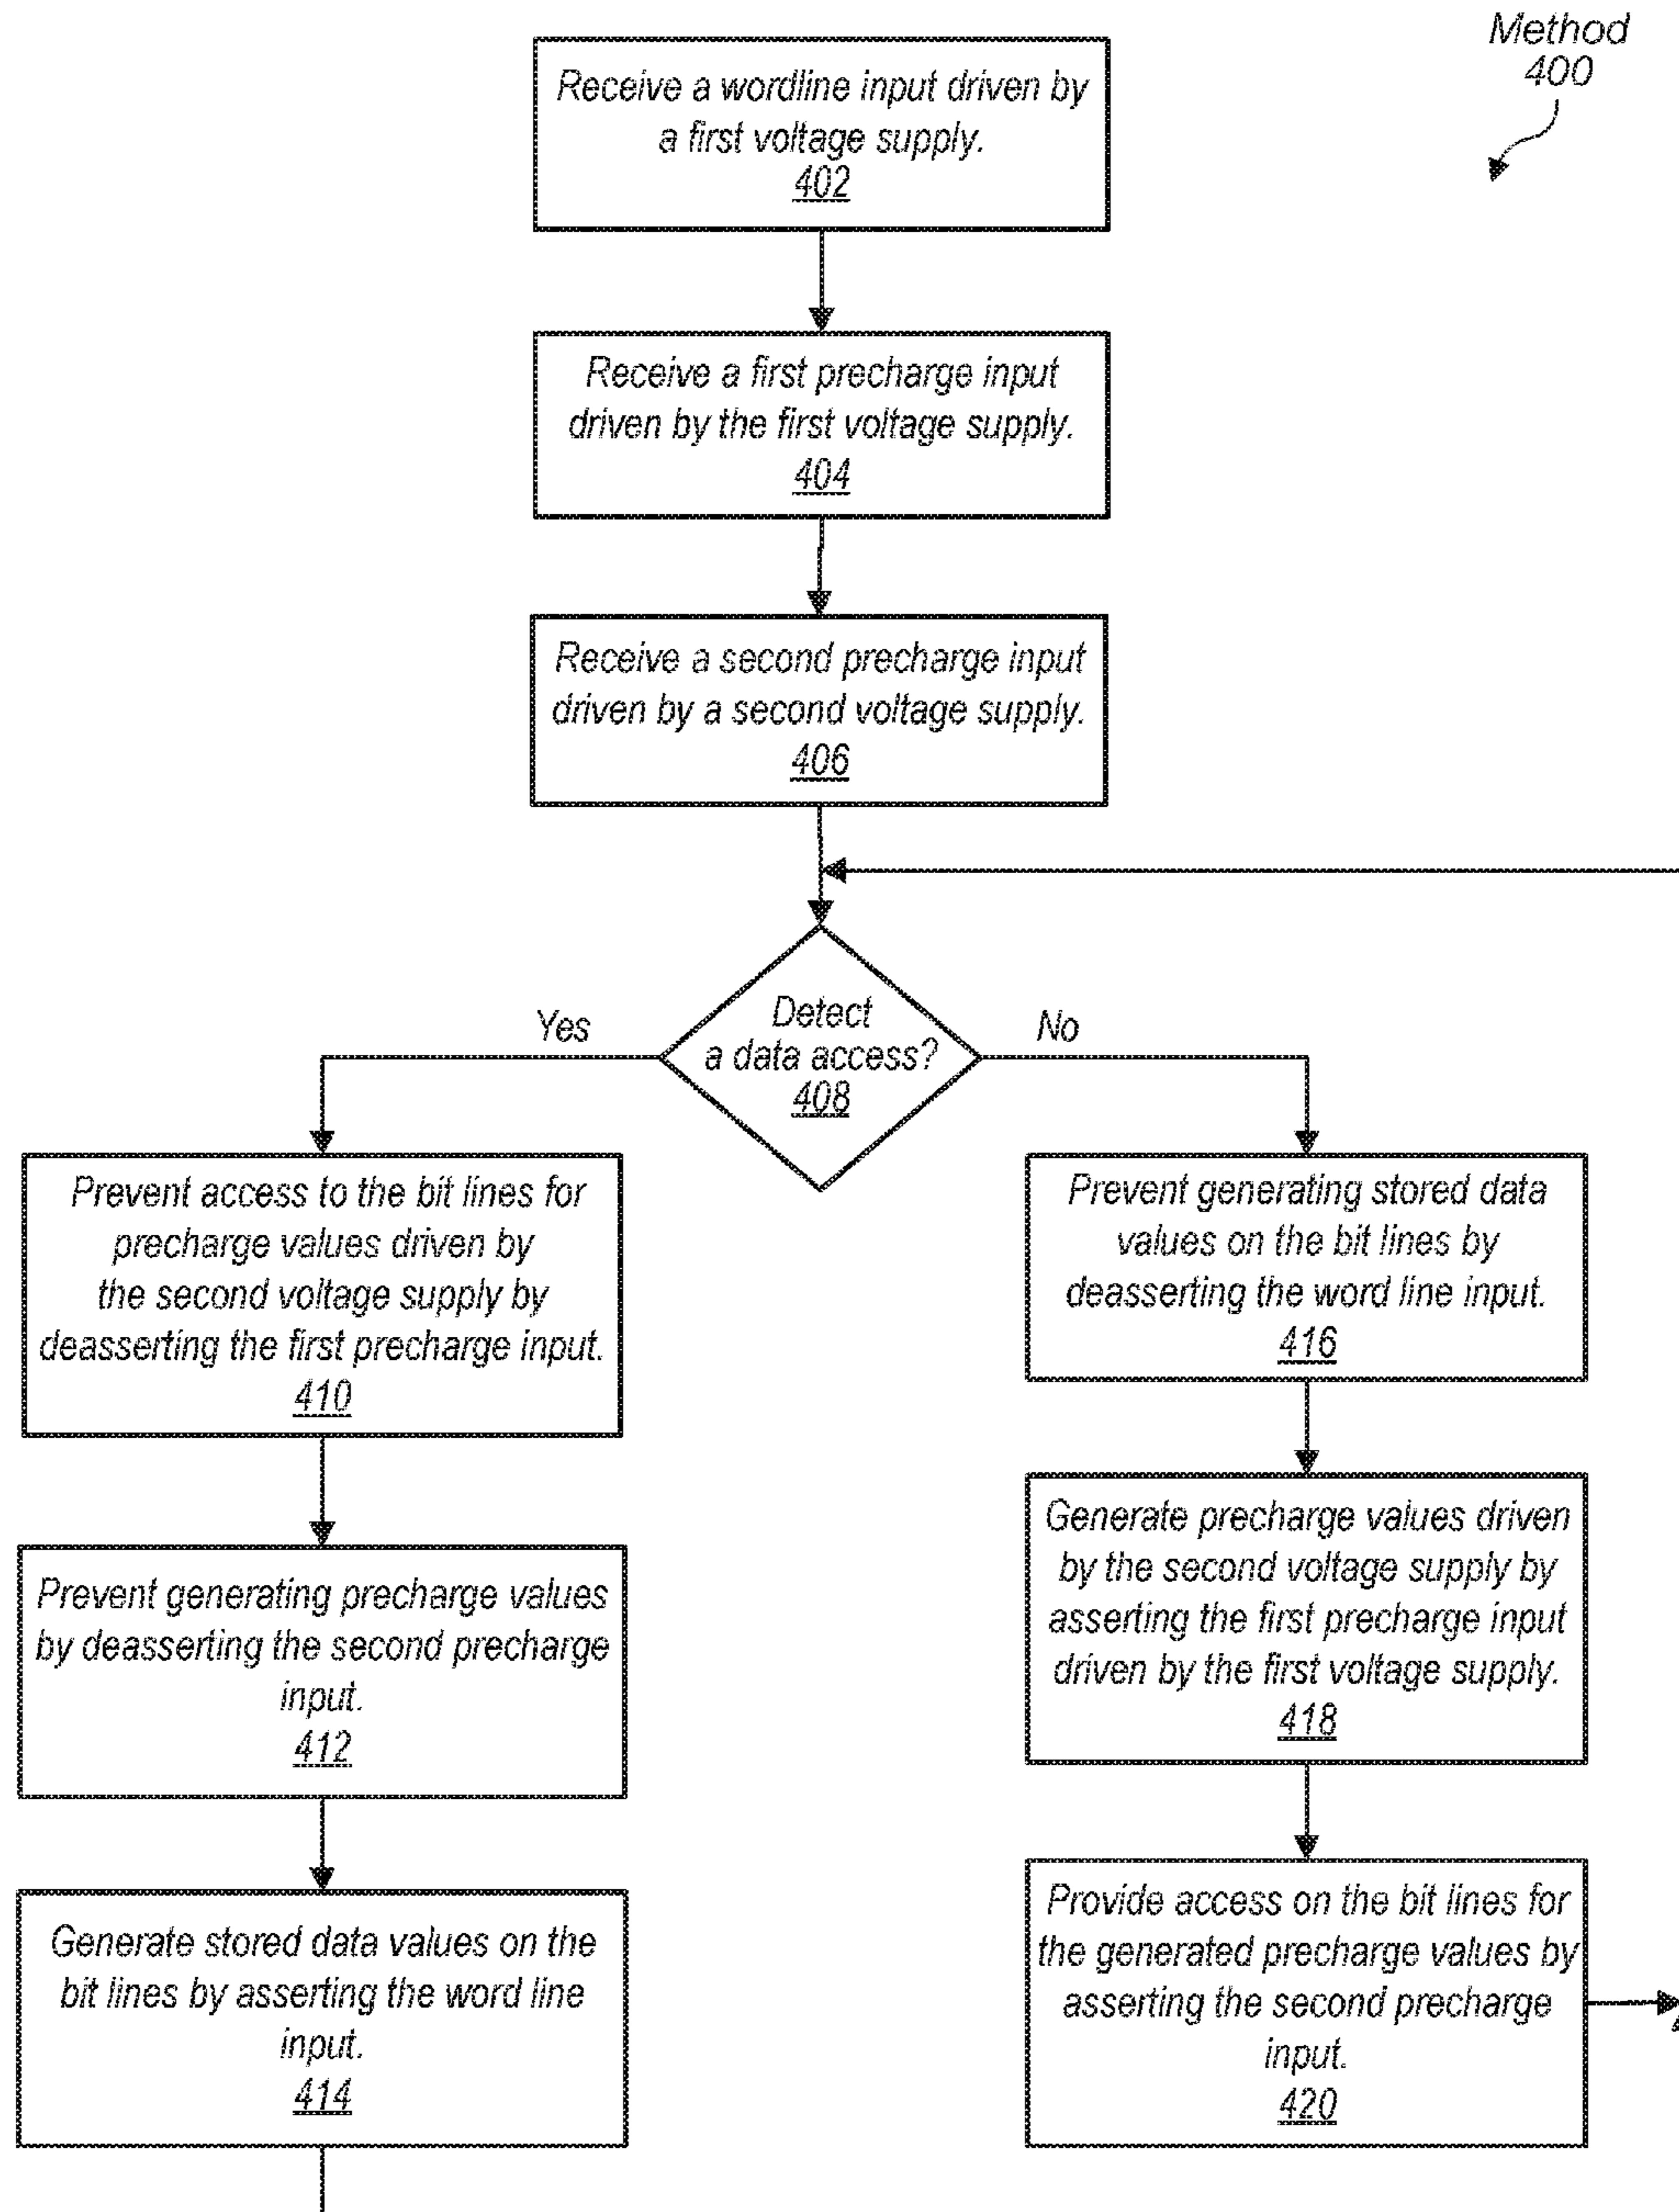 Method
400
Receive a wordline input driven by
a first voltage supply.
402
Receive a first precharge input
driven by the first voltage supply.
404
Receive a second precharge input
driven by a second voltage supply.
406
Detect
a data access?
408
Yes
No
Prevent access to the bit lines for
precharge values driven by
the second voltage supply by
deasserting the first precharge input.
410
Prevent generating precharge values
by deasserting the second precharge
input.
412
Generate stored data values on the
bit lines by asserting the word line
input.
414
Prevent generating stored data
values on the bit lines by
deasserting the word line input.
416
Generate precharge values driven
by the second voltage supply by
asserting the first precharge input
driven by the first voltage supply.
418
Provide access on the bit lines for
the generated precharge values by
asserting the second precharge
input.
420